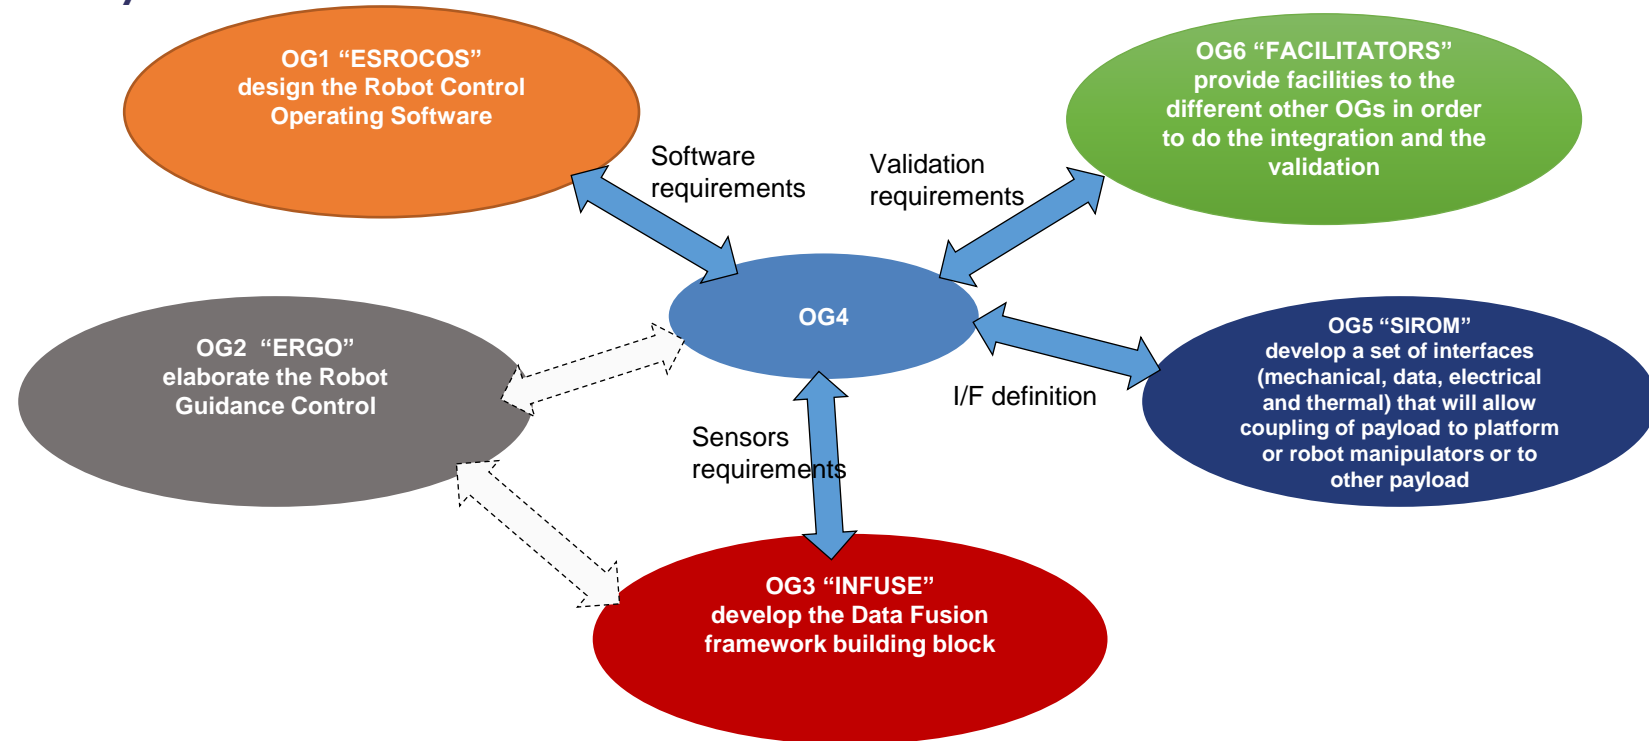 OG1 “ESROCOS”
design the Robot Control
Operating Software
OG6 “FACILITATORS”
provide facilities to the
different other OGs in order
to do the integration and the
validation
Software
requirements
Validation
requirements
OG4
OG2 “ERGO”
elaborate the Robot
Guidance Control
OG5 “SIROM”
develop a set of interfaces
(mechanical, data, electrical
and thermal) that will allow
coupling of payload to platform
or robot manipulators or to
other payload
I/F definition
Sensors
requirements
OG3 “INFUSE”
develop the Data Fusion
framework building block